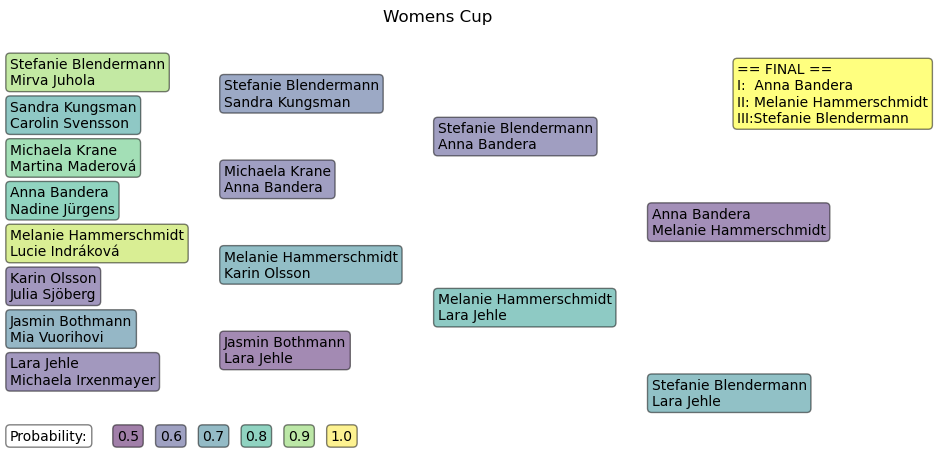 Womens Cup
Stefanie Blendermann
Mirva Juhola
Sandra Kungsman
Carolin Svensson
Michaela Krane
Martina Maderová
Anna Bandera
Nadine Jürgens
Melanie Hammerschmidt
Lucie Indráková
Karin Olsson
Julia Sjöberg
Jasmin Bothmann
Mia Vuorihovi
Lara Jehle
Michaela Irxenmayer
Stefanie Blendermann
Sandra Kungsman
Michaela Krane
Anna Bandera
Melanie Hammerschmidt
Karin Olsson
Jasmin Bothmann
Lara Jehle
Stefanie Blendermann
Anna Bandera
Melanie Hammerschmidt
Lara Jehle
Anna Bandera
Melanie Hammerschmidt
Stefanie Blendermann
Lara Jehle
== FINAL ==
I:  Anna Bandera
II: Melanie Hammerschmidt
III:Stefanie Blendermann
Probability: 0.5 0.6 0.7 0.8 0.9 1.0